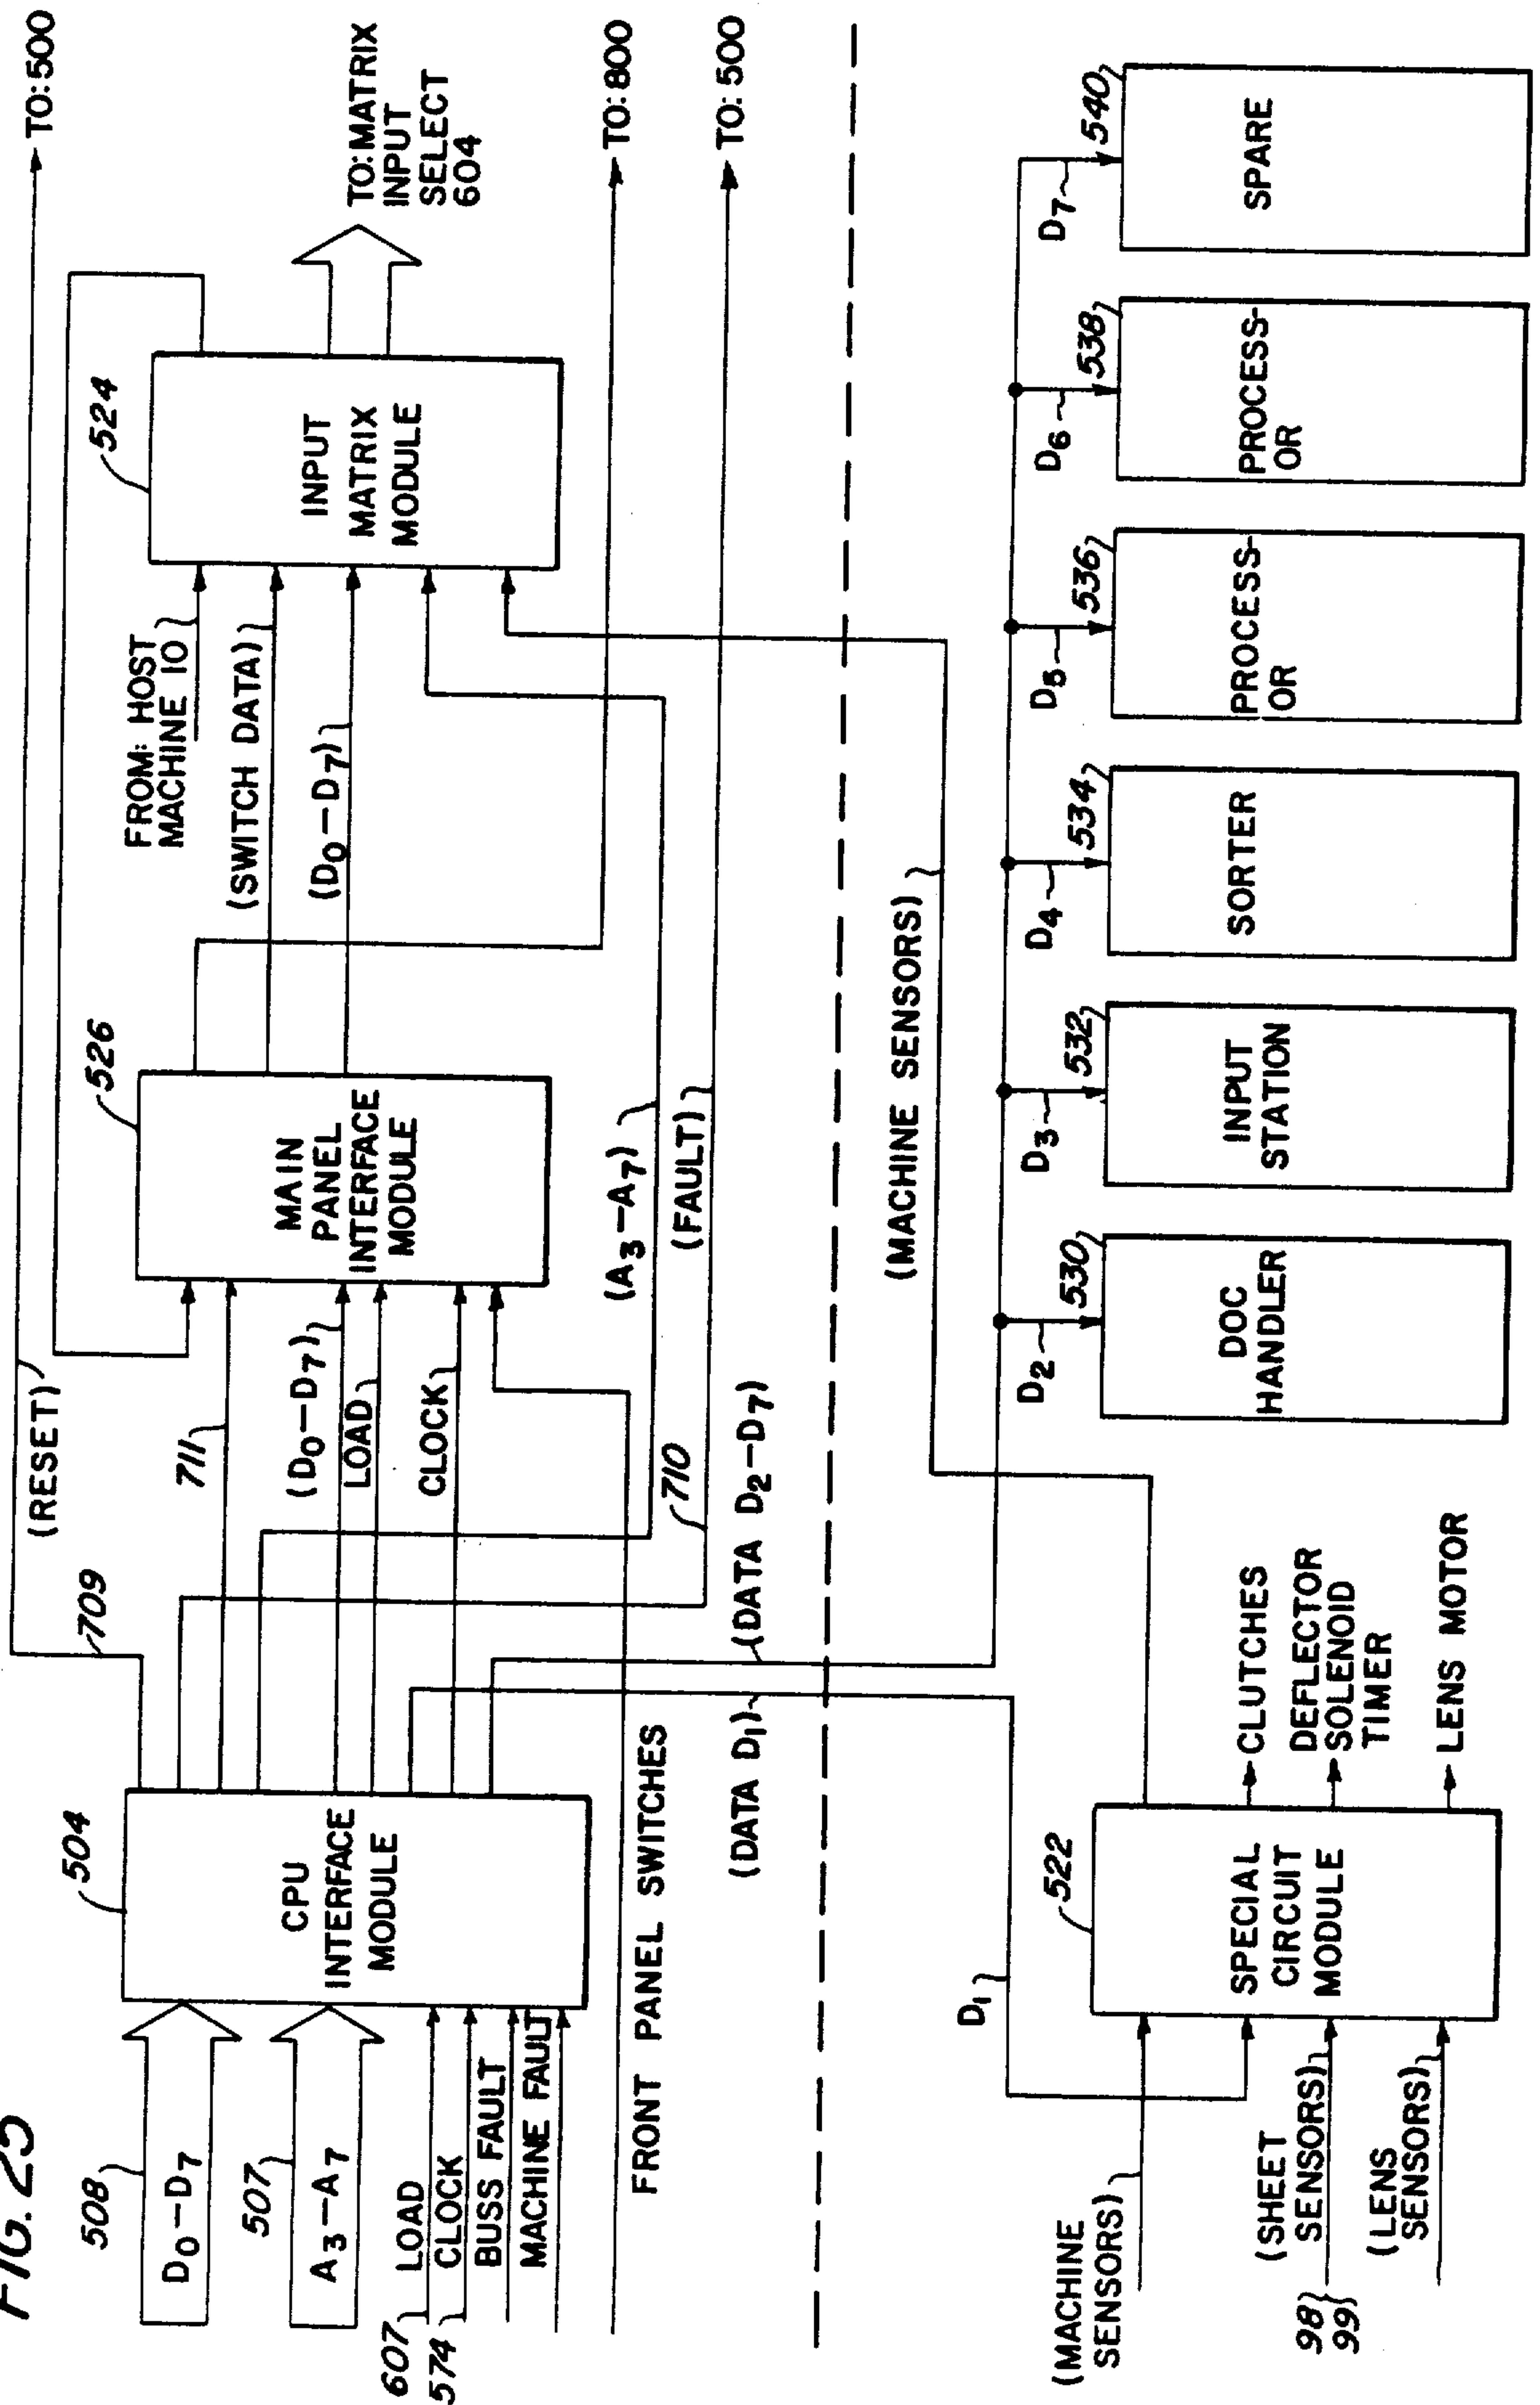 FIG. 25
508
D0–D7
507
A3–A7
607
LOAD
574
CLOCK
BUSS FAULT
MACHINE FAULT
FRONT PANEL SWITCHES
504
CPU
INTERFACE
MODULE
709
(RESET)
TO: 500
711
(D0–D7)
LOAD
CLOCK
710
(DATA D1)
(DATA D2–D7)
526
MAIN
PANEL
INTERFACE
MODULE
(A3–A7)
(FAULT)
FROM: HOST
MACHINE 10
(SWITCH DATA)
(D0–D7)
524
INPUT
MATRIX
MODULE
TO: MATRIX
INPUT
SELECT
604
TO: 800
TO: 500
(MACHINE
SENSORS)
(SHEET
SENSORS)
98
99
(LENS
SENSORS)
D1
522
SPECIAL
CIRCUIT
MODULE
CLUTCHES
DEFLECTOR
SOLENOID
TIMER
LENS MOTOR
(MACHINE SENSORS)
D2
530
DOC
HANDLER
D3
532
INPUT
STATION
D4
534
SORTER
D5
536
PROCESS-
OR
D6
538
PROCESS-
OR
D7
540
SPARE